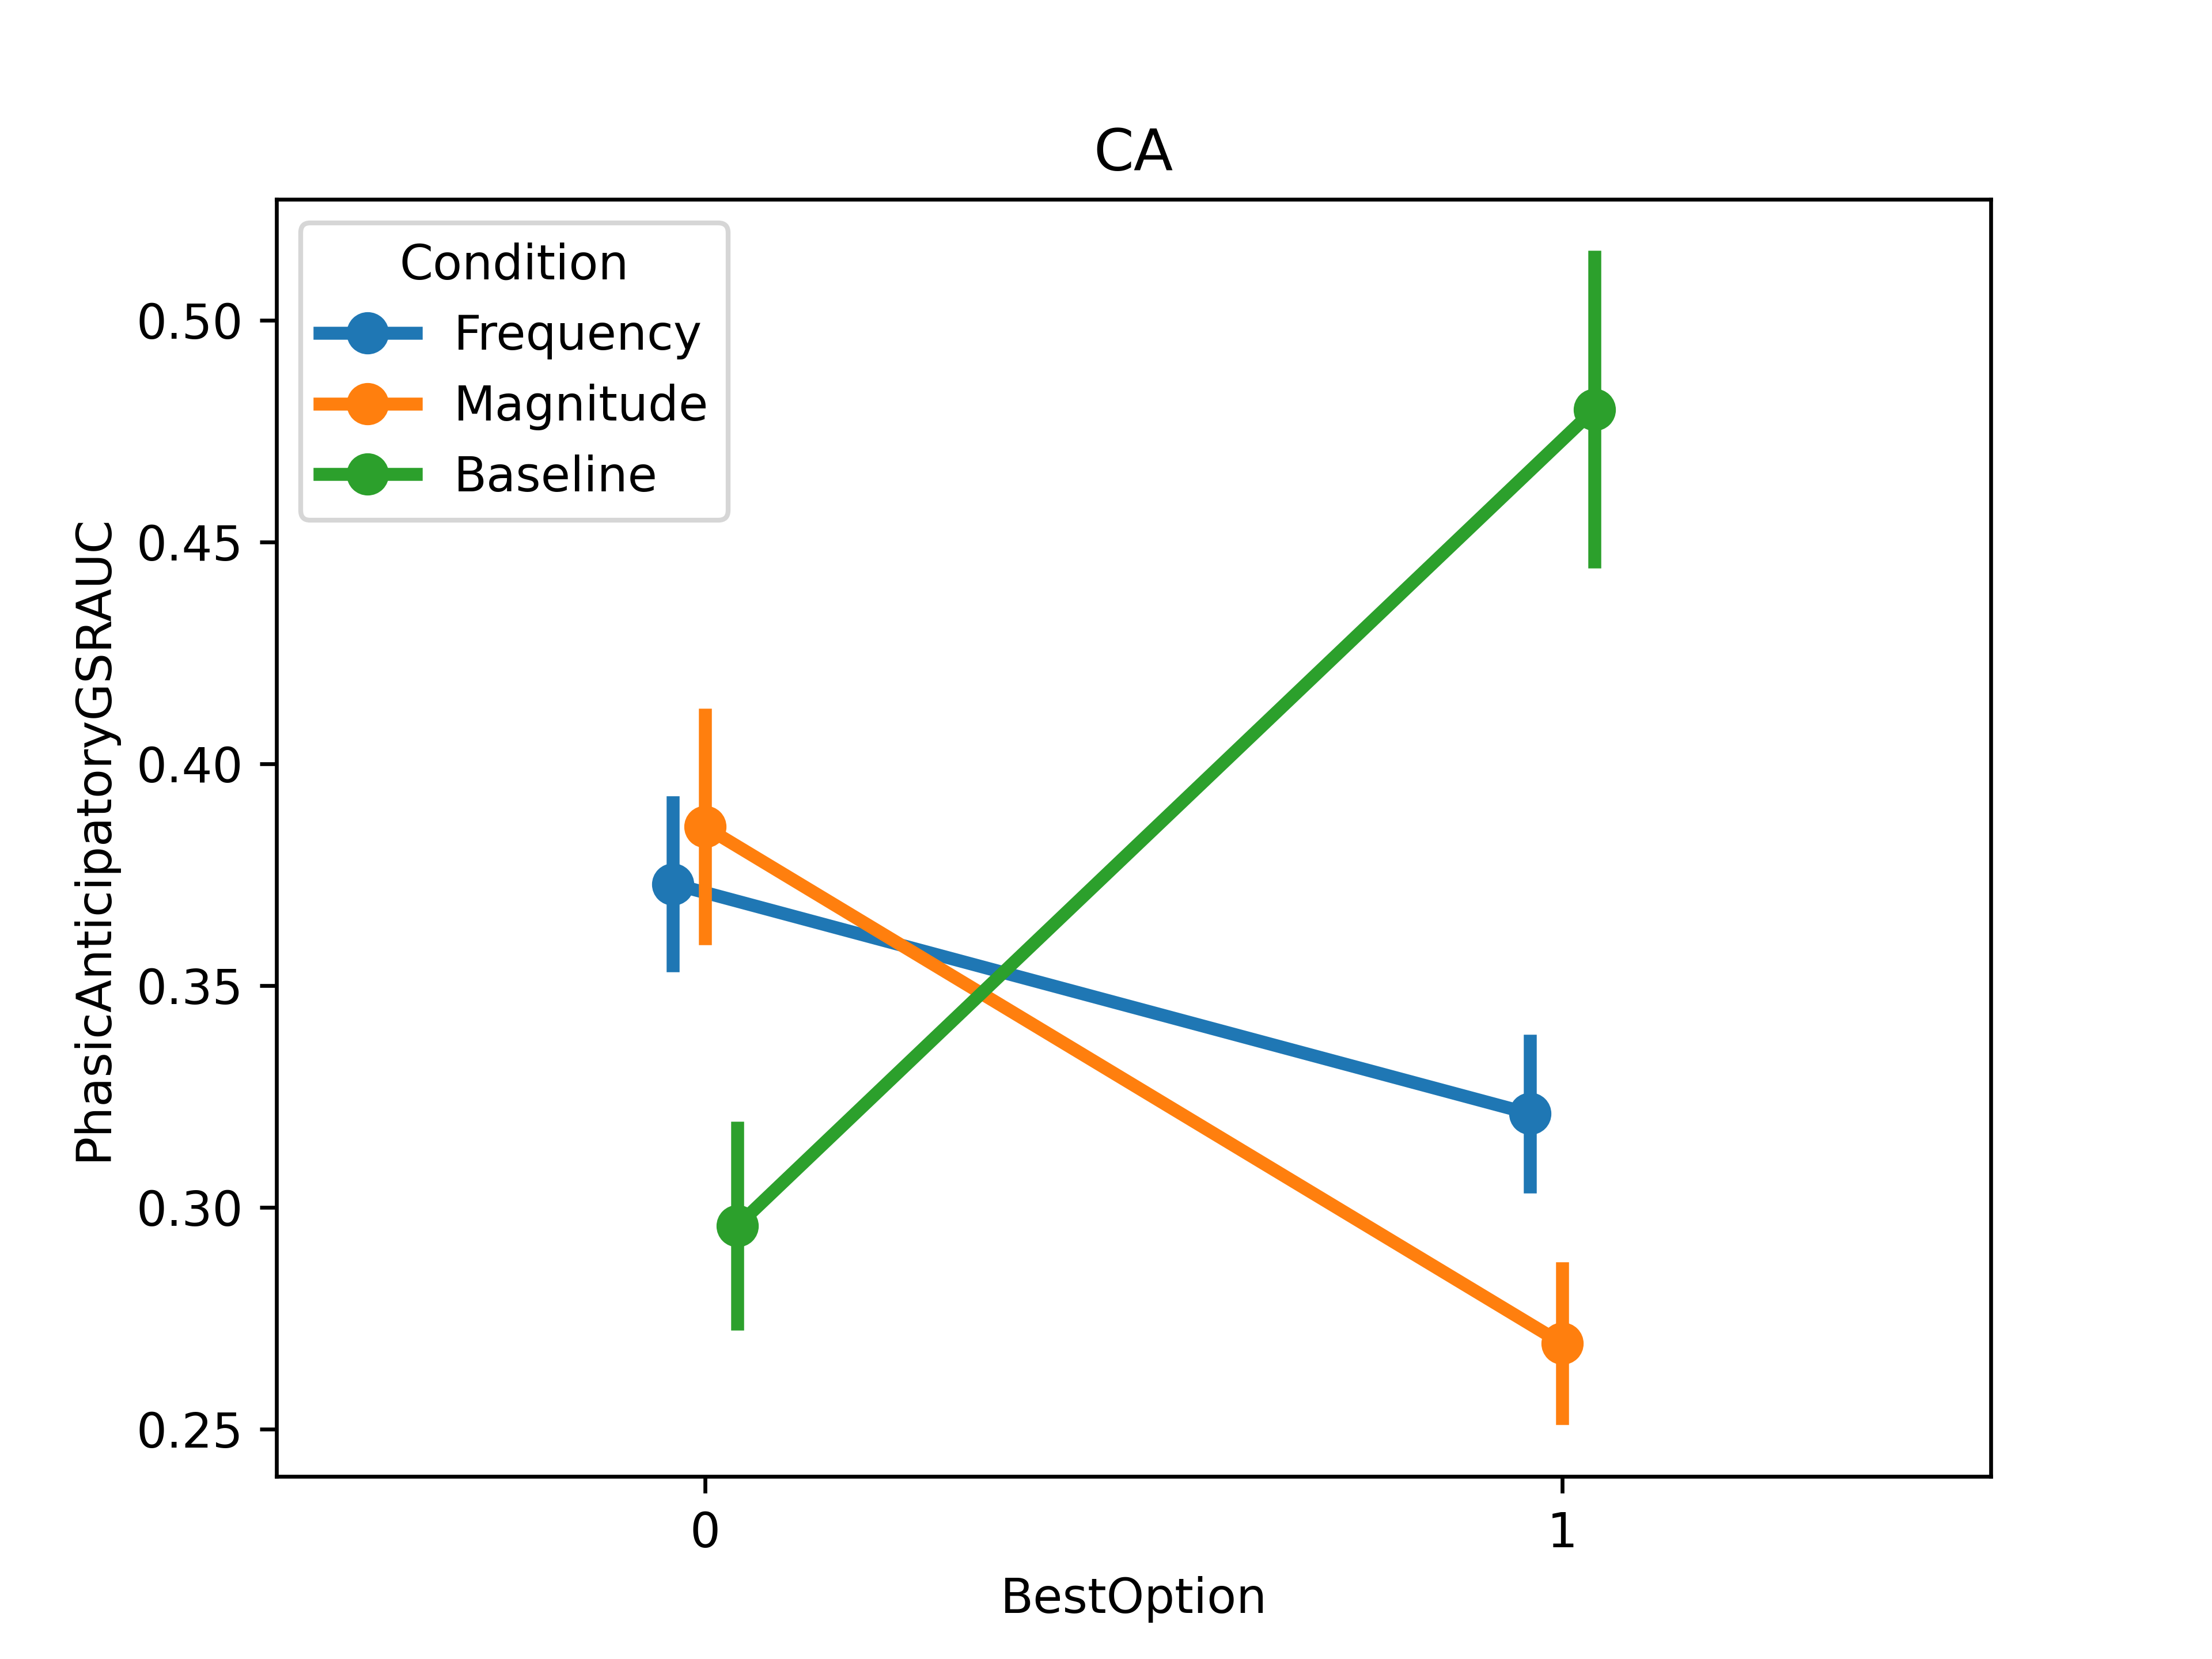 CA
Condition
Frequency
Magnitude
Baseline
PhasicAnticipatoryGSRAUC
0.50
0.45
0.40
0.35
0.30
0.25
0
1
BestOption